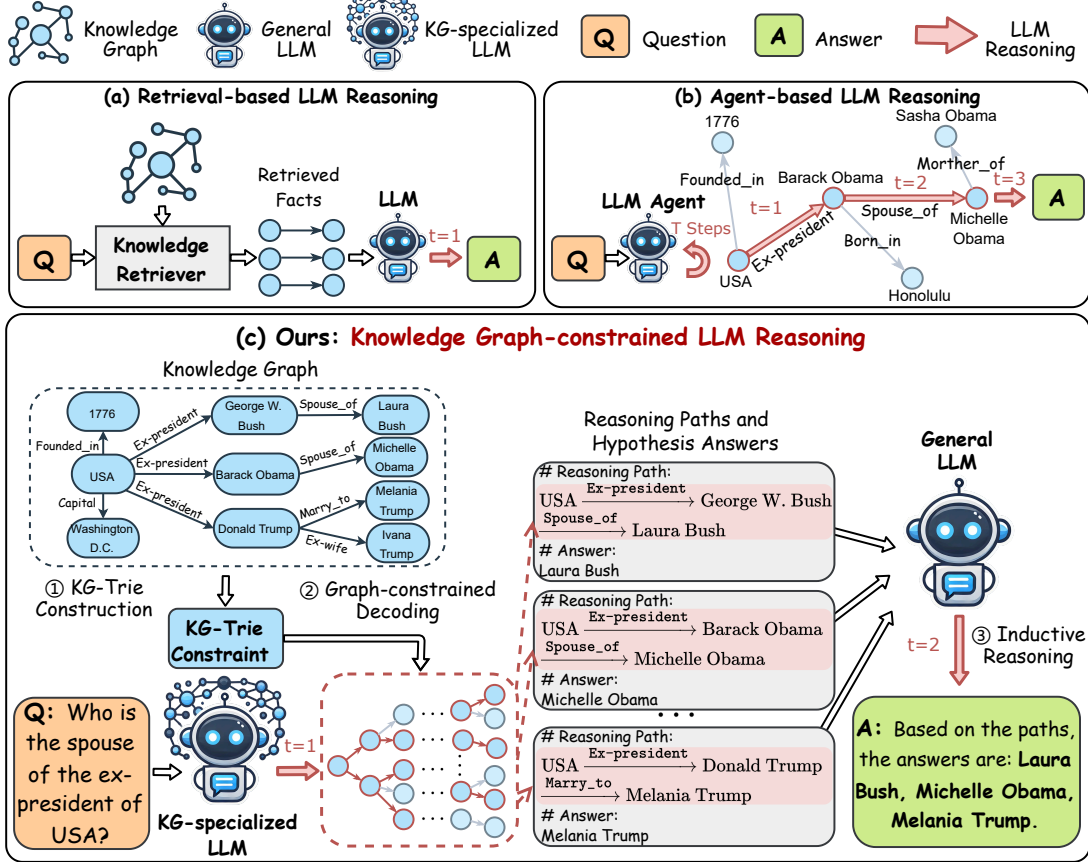 Knowledge
Graph
General
LLM
KG-specialized
LLM
Q
Question
A
Answer
LLM
Reasoning
(a) Retrieval-based LLM Reasoning
Retrieved
Facts
LLM
Q
Knowledge
Retriever
t=1
A
(b) Agent-based LLM Reasoning
1776
Sasha Obama
Founded_in
Barack Obama
Morther_of
LLM Agent
t=1
t=2
t=3
Spouse_of
A
T Steps
Michelle
Obama
Q
Ex-president
Born_in
USA
Honolulu
(c) Ours: Knowledge Graph-constrained LLM Reasoning
Knowledge Graph
1776
George W.
Bush
Laura
Bush
Ex-president
Spouse_of
Founded_in
USA
Ex-president
Barack Obama
Spouse_of
Michelle
Obama
Capital
Ex-president
Washington
D.C.
Donald Trump
Marry_to
Melania
Trump
Ex-wife
Ivana
Trump
① KG-Trie
Construction
② Graph-constrained
Decoding
KG-Trie
Constraint
Q: Who is
the spouse
of the ex-
president of
USA?
KG-specialized
LLM
t=1
Reasoning Paths and
Hypothesis Answers
# Reasoning Path:
Ex-president
USA ⟶ George W. Bush
Spouse_of
⟶ Laura Bush
# Answer:
Laura Bush
# Reasoning Path:
Ex-president
USA ⟶ Barack Obama
Spouse_of
⟶ Michelle Obama
# Answer:
Michelle Obama
...
# Reasoning Path:
Ex-president
USA ⟶ Donald Trump
Marry_to
⟶ Melania Trump
# Answer:
Melania Trump
General
LLM
t=2
③ Inductive
Reasoning
A: Based on the paths,
the answers are: Laura
Bush, Michelle Obama,
Melania Trump.